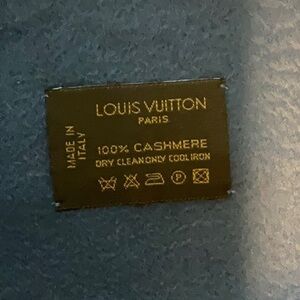 LOUIS VUITTON
PARIS
MADE IN
ITALY
100% CASHMERE
DRY CLEAN ONLY COOL IRON
P